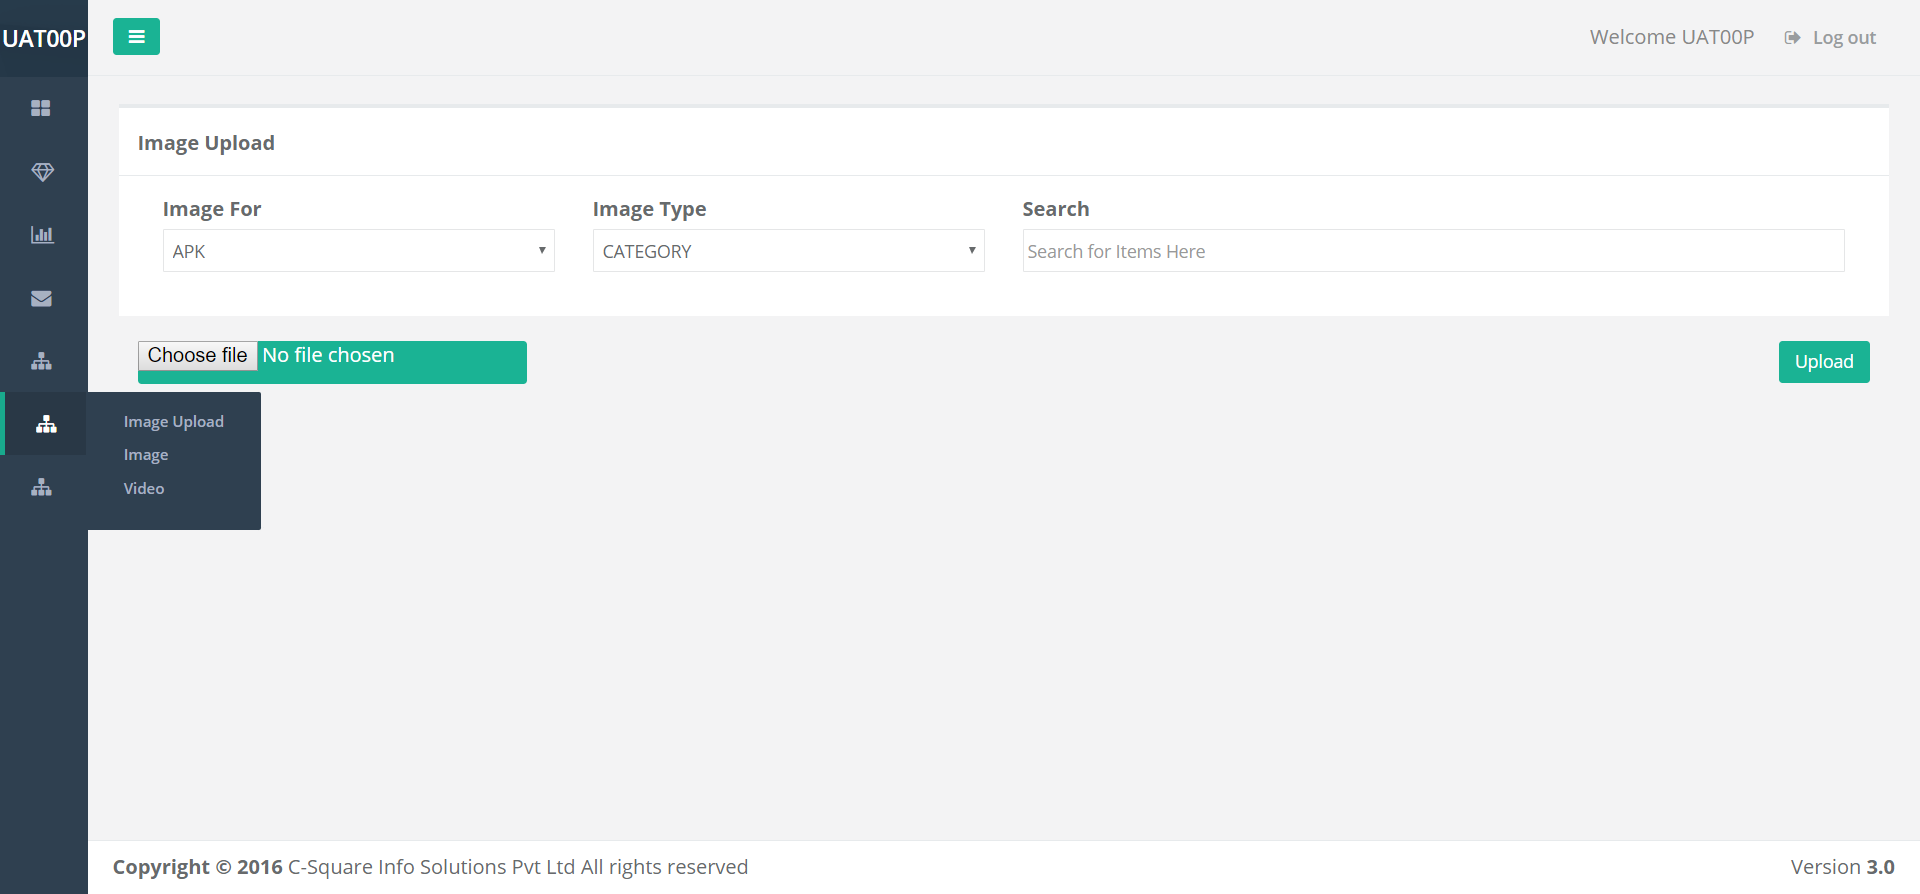 UAT00P
Welcome UAT00P
Log out
Image Upload
Image For
Image Type
Search
APK
CATEGORY
Search for Items Here
Choose file No file chosen
Upload
Image Upload
Image
Video
Copyright © 2016 C-Square Info Solutions Pvt Ltd All rights reserved
Version 3.0